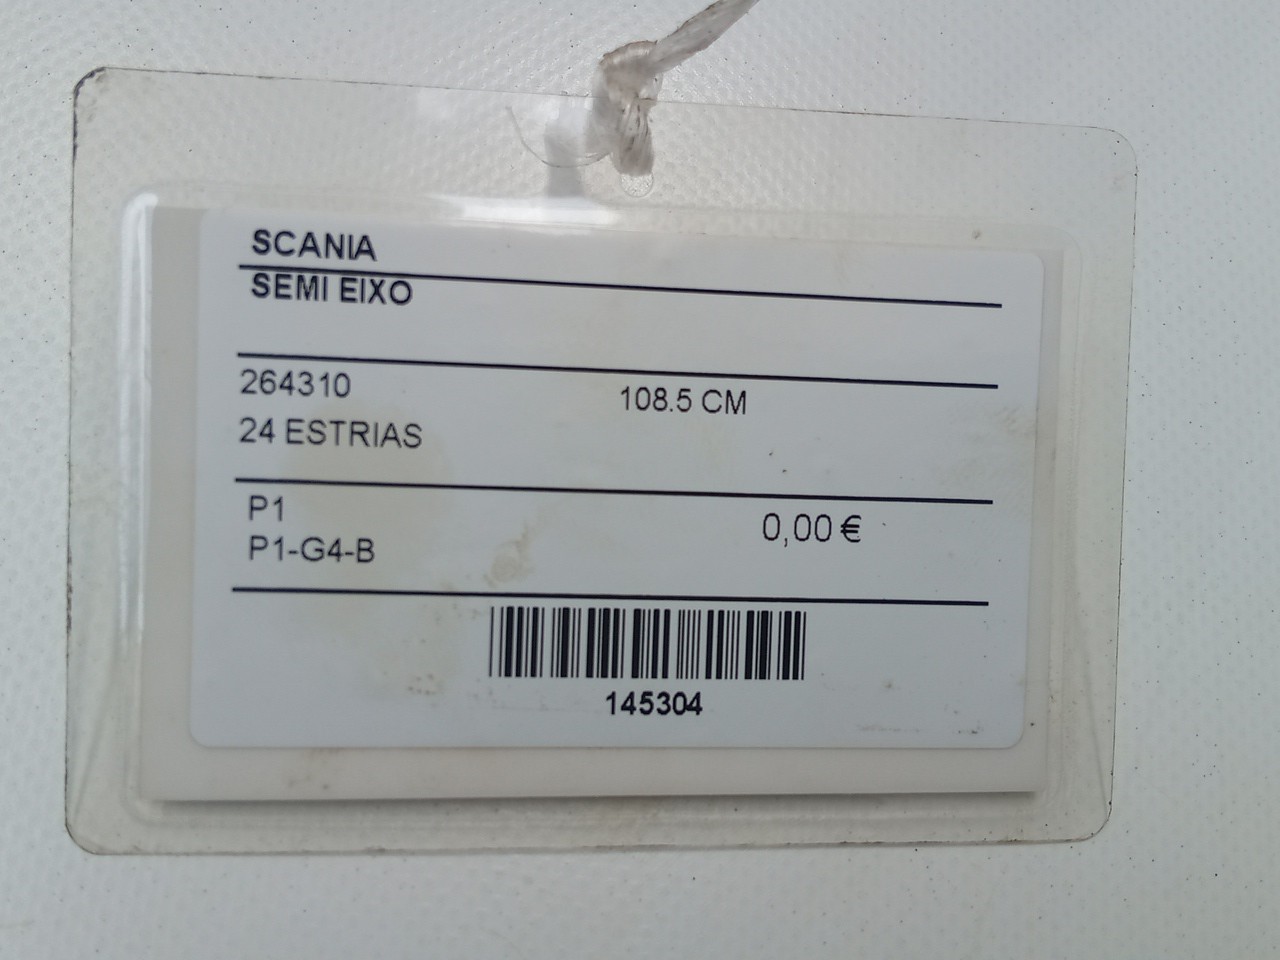 SCANIA
SEMI EIXO
264310 108.5 CM
24 ESTRIAS
P1 0,00 €
P1-G4-B
145304